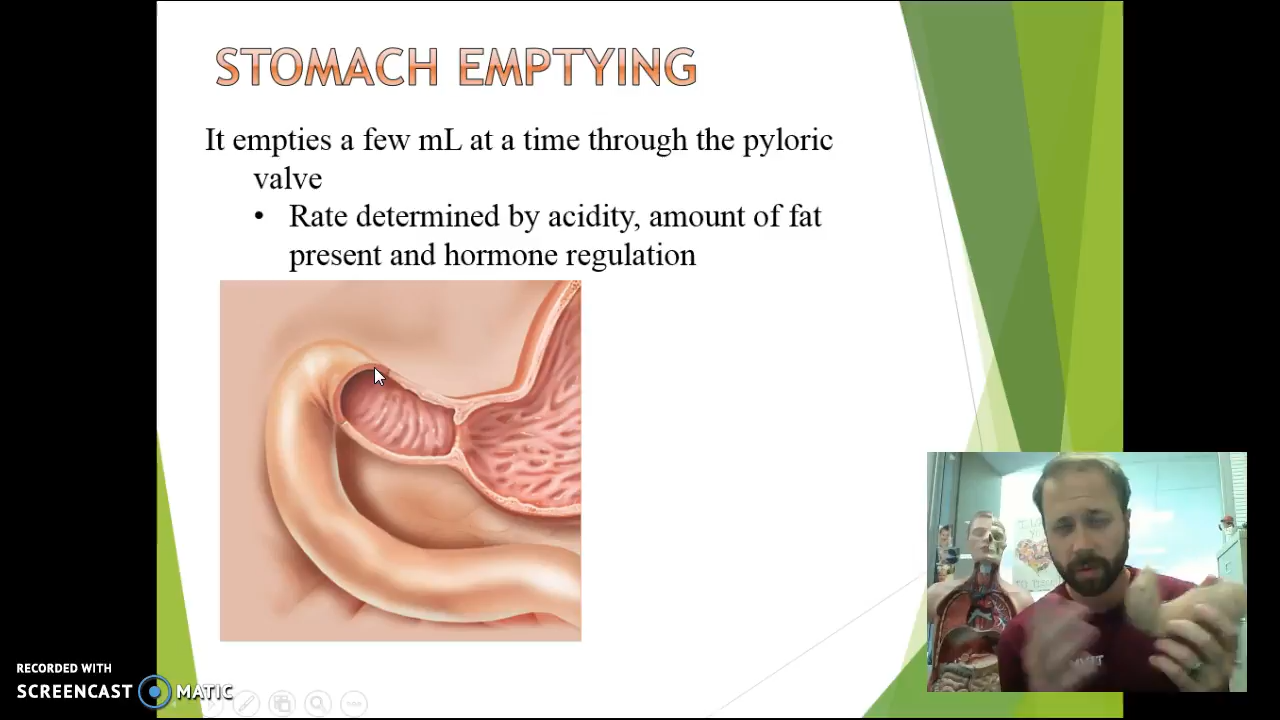 STOMACH EMPTYING
It empties a few mL at a time through the pyloric
valve
• Rate determined by acidity, amount of fat
present and hormone regulation
RECORDED WITH
SCREENCAST MATIC